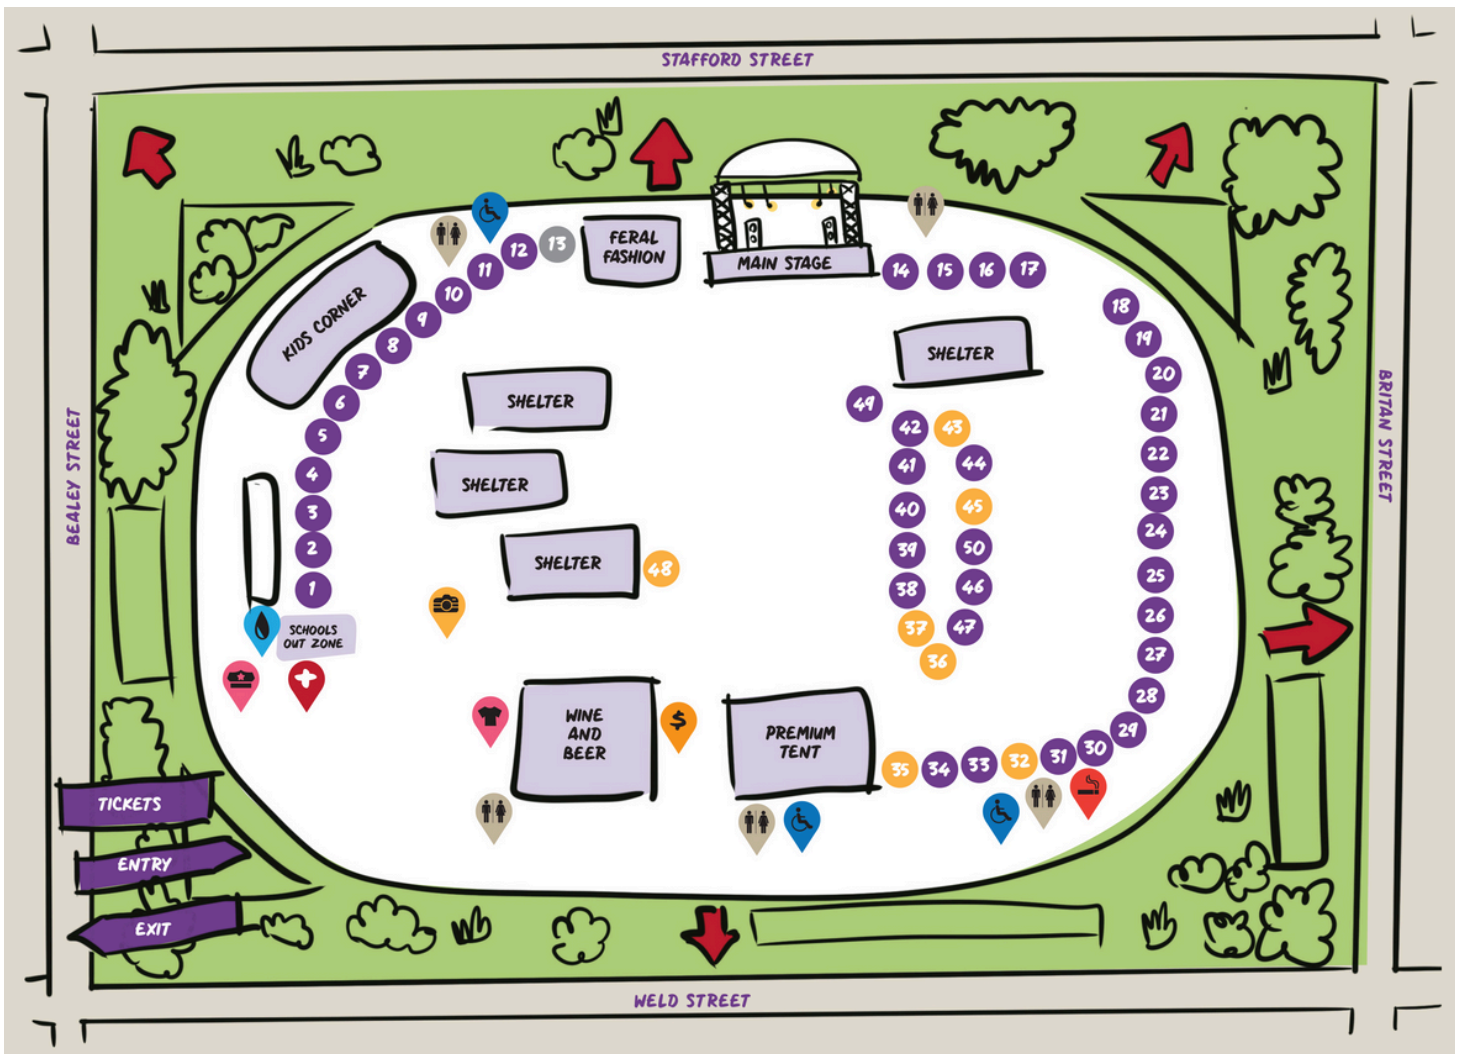 STAFFORD STREET
FERAL
FASHION
MAIN STAGE
12
13
11
10
9
8
7
6
5
4
3
2
1
KIDS CORNER
14
15
16
17
18
19
20
21
22
23
24
25
26
27
28
29
30
31
32
33
34
35
SHELTER
SHELTER
SHELTER
SHELTER
48
49
42
43
41
44
40
45
39
50
38
46
37
47
36
BEALEY STREET
BRITAN STREET
SCHOOLS
OUT ZONE
WINE
AND
BEER
$
PREMIUM
TENT
TICKETS
ENTRY
EXIT
WELD STREET